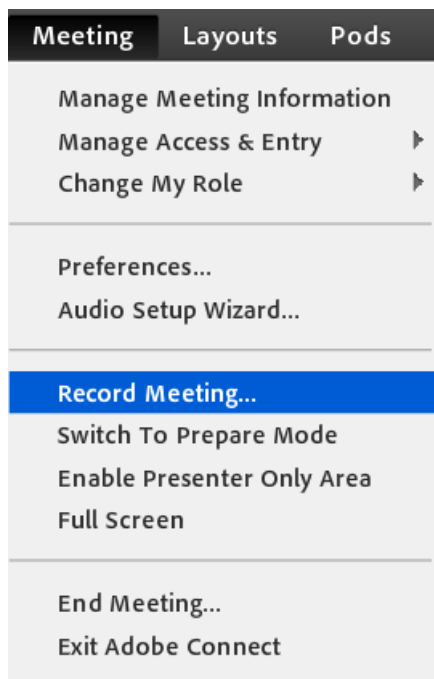 Meeting Layouts Pods
Manage Meeting Information
Manage Access & Entry
Change My Role
Preferences...
Audio Setup Wizard...
Record Meeting...
Switch To Prepare Mode
Enable Presenter Only Area
Full Screen
End Meeting...
Exit Adobe Connect